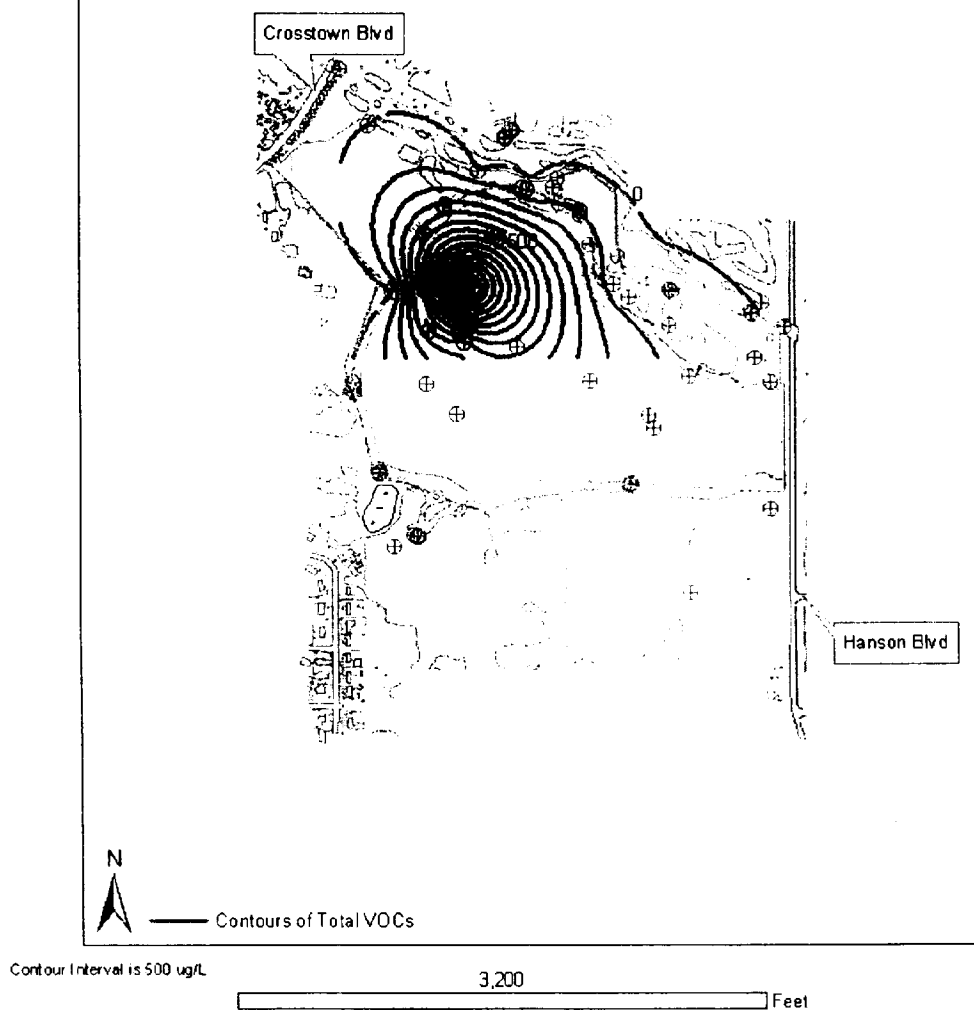 Crosstown Blvd
0
Hanson Blvd
N
Contours of Total VOCs
Contour Interval is 500 ug/L
3,200
Feet